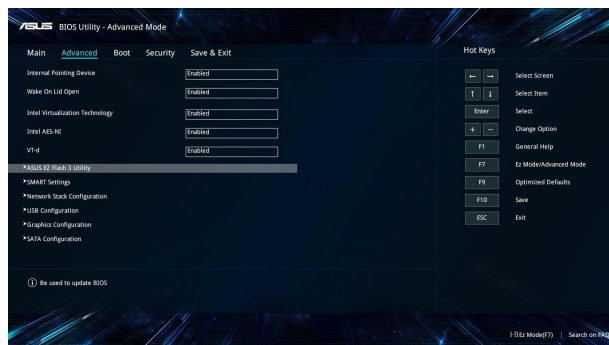 ASUS BIOS Utility - Advanced Mode
Main Advanced Boot Security Save & Exit
Internal Pointing Device Enabled
Wake On Lid Open Enabled
Intel Virtualization Technology Enabled
Intel AES-NI Enabled
VT-d Enabled
ASUS EZ Flash 3 Utility
SMART Settings
Network Stack Configuration
USB Configuration
Graphics Configuration
SATA Configuration
Be used to update BIOS
Hot Keys
← → Select Screen
↑ ↓ Select Item
Enter Select
+ − Change Option
F1 General Help
F7 Ez Mode/Advanced Mode
F9 Optimized Defaults
F10 Save
ESC Exit
Ez Mode(F7) | Search on FAQ